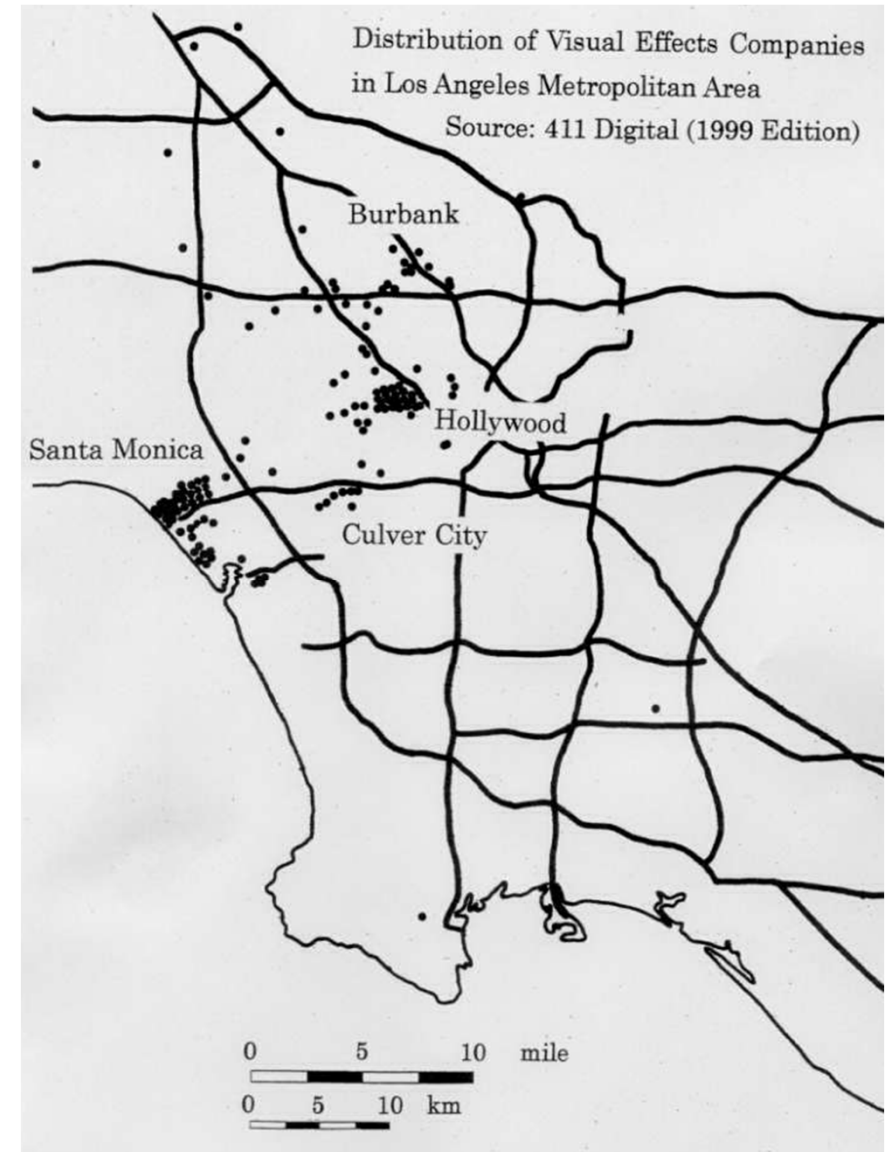 Distribution of Visual Effects Companies
in Los Angeles Metropolitan Area
Source: 411 Digital (1999 Edition)
Burbank
Hollywood
Santa Monica
Culver City
0 5 10 mile
0 5 10 km